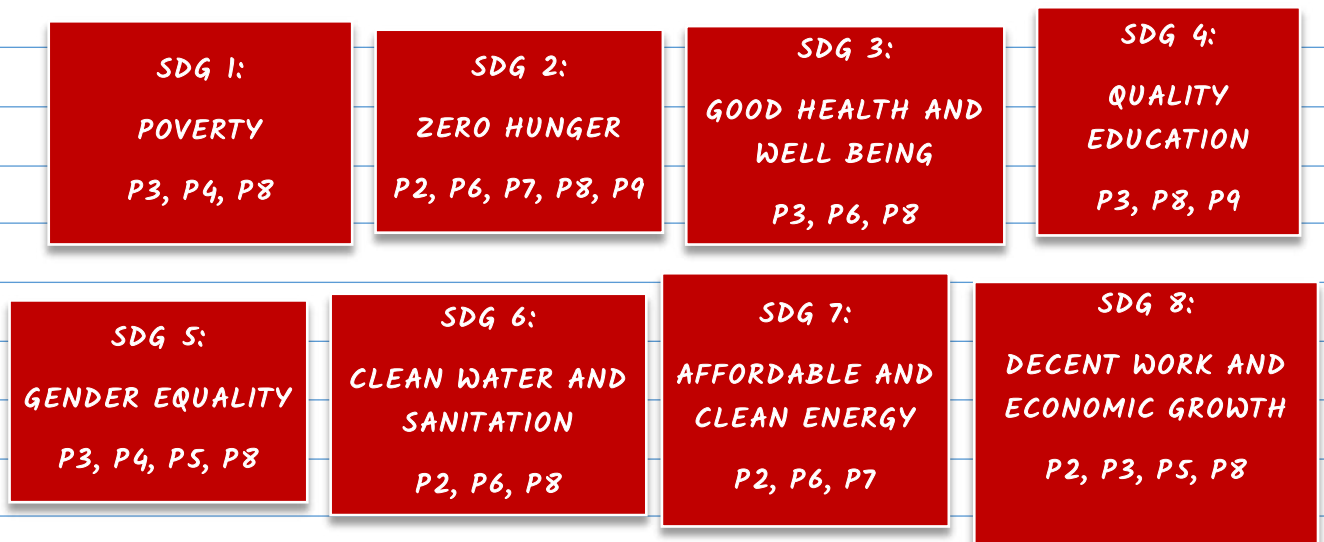 SDG 1:
POVERTY
P3, P4, P8
SDG 2:
ZERO HUNGER
P2, P6, P7, P8, P9
SDG 3:
GOOD HEALTH AND
WELL BEING
P3, P6, P8
SDG 4:
QUALITY
EDUCATION
P3, P8, P9
SDG 5:
GENDER EQUALITY
P3, P4, P5, P8
SDG 6:
CLEAN WATER AND
SANITATION
P2, P6, P8
SDG 7:
AFFORDABLE AND
CLEAN ENERGY
P2, P6, P7
SDG 8:
DECENT WORK AND
ECONOMIC GROWTH
P2, P3, P5, P8